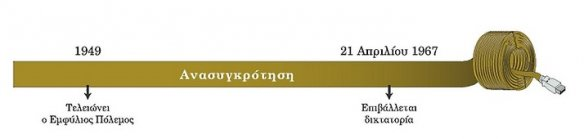 1949
21 Απριλίου 1967
Ανασυγκρότηση
Τελειώνει
ο Εμφύλιος Πόλεμος
Επιβάλλεται
δικτατορία